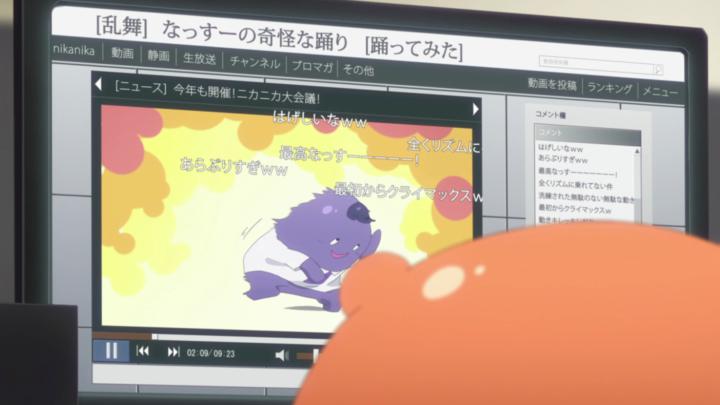 [乱舞] なっすーの奇怪な踊り [踊ってみた]
nikanika 動画 静画 生放送 チャンネル ブロマガ その他
動画を投稿 ランキング メニュー
[ニュース] 今年も開催!ニカニカ大会議!
はげしいなｗｗ
全くリズムに
最高なっすーーーーーー!
あらぶりすぎｗｗ
最初からクライマックスｗ
02:09/09:23
コメント欄
コメント
はげしいなｗｗ
あらぶりすぎｗｗ
最高なっすーーーーーー!
全くリズムに乗れてない件
洗練された無駄のない無駄な動き
最初からクライマックスｗ